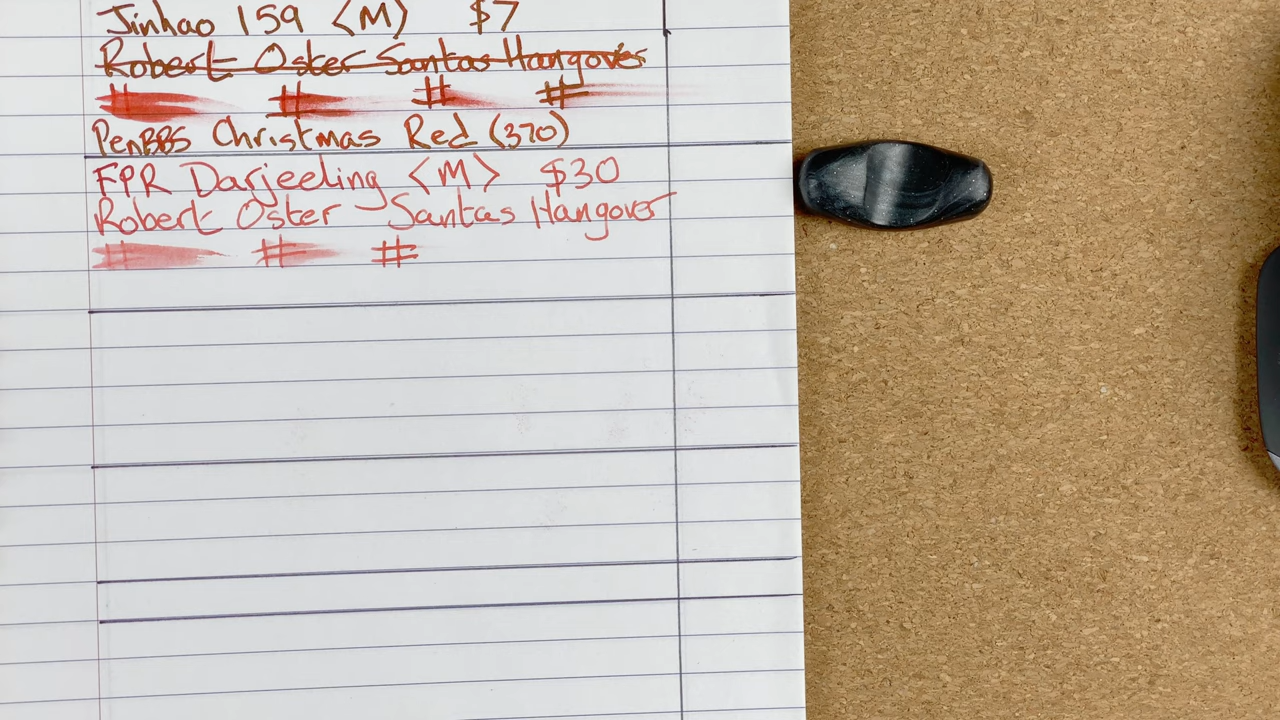 Jinhao 159 <M> $7
Robert Oster Santas Hangover
# # # #
PenBBS Christmas Red (370)
FPR Darjeeling <M> $30
Robert Oster Santas Hangover
# # #